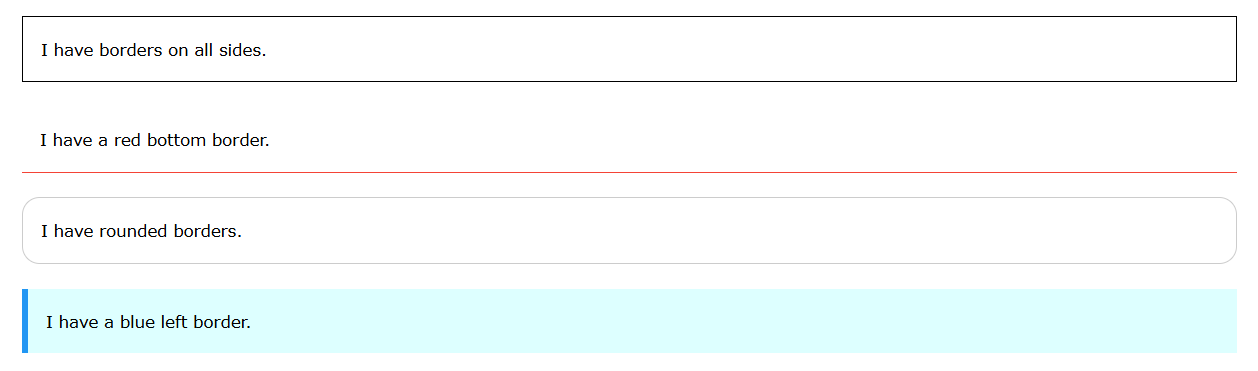 I have borders on all sides.
I have a red bottom border.
I have rounded borders.
I have a blue left border.